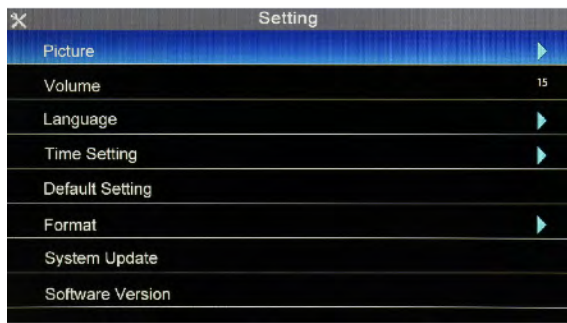 Setting
Picture
Volume 15
Language
Time Setting
Default Setting
Format
System Update
Software Version